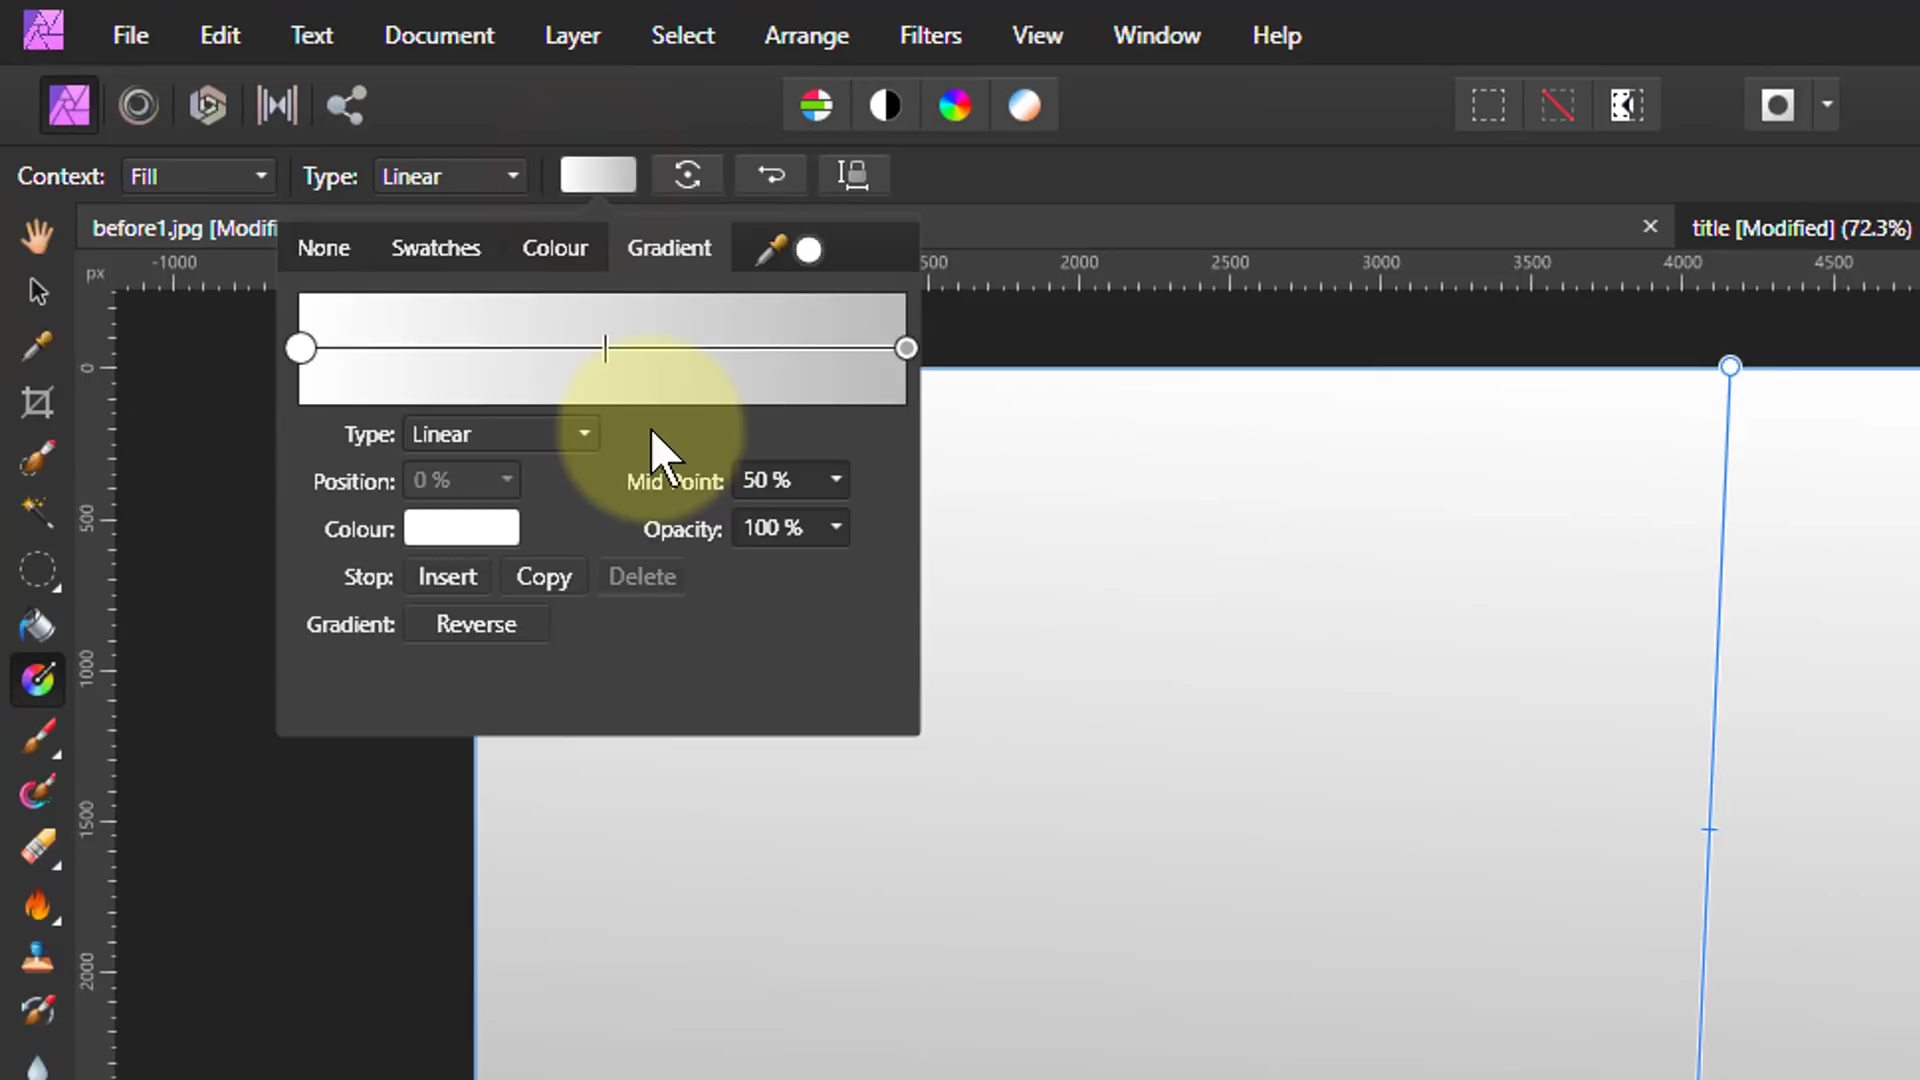 File Edit Text Document Layer Select Arrange Filters View Window Help
Context: Fill Type: Linear
before1.jpg [Modifi
title [Modified] (72.3%)
None Swatches Colour Gradient
px -1000 500 2000 2500 3000 3500 4000 4500
0
500
1000
1500
2000
Type: Linear
Position: 0 % Mid Point: 50 %
Colour: Opacity: 100 %
Stop: Insert Copy Delete
Gradient: Reverse